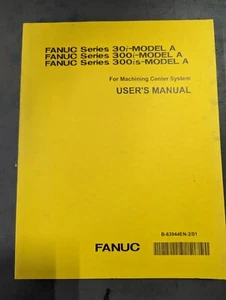 FANUC Series 30i-MODEL A
FANUC Series 300i-MODEL A
FANUC Series 300is-MODEL A
For Machining Center System
USER'S MANUAL
B-63944EN-2/01
FANUC